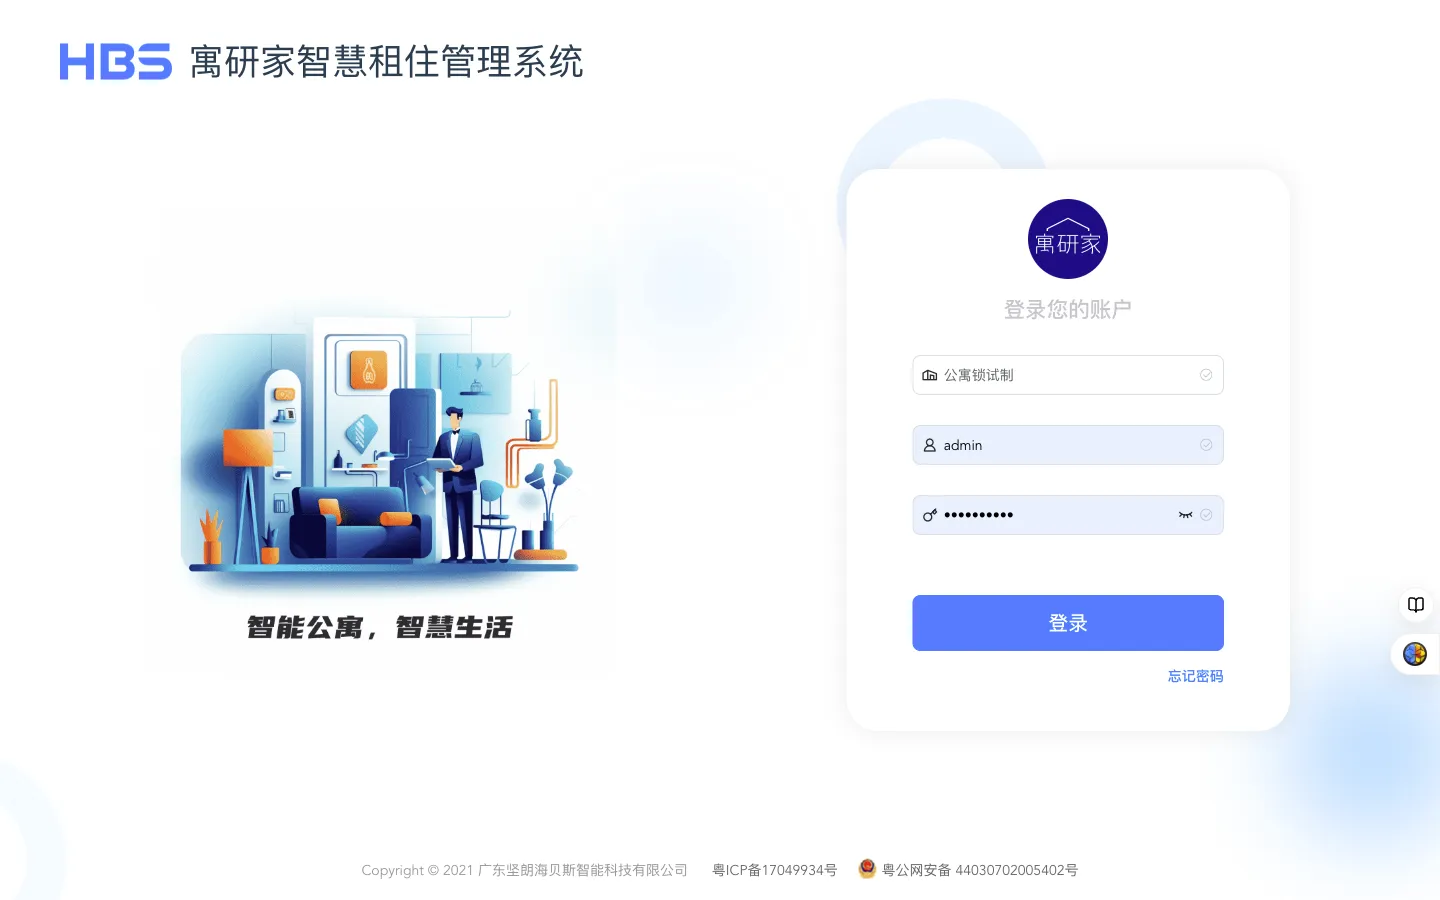 HBS 寓研家智慧租住管理系统
寓研家
登录您的账户
公寓锁试制
admin
••••••••••
登录
忘记密码
智能公寓，智慧生活
Copyright © 2021 广东坚朗海贝斯智能科技有限公司 粤ICP备17049934号 粤公网安备 44030702005402号